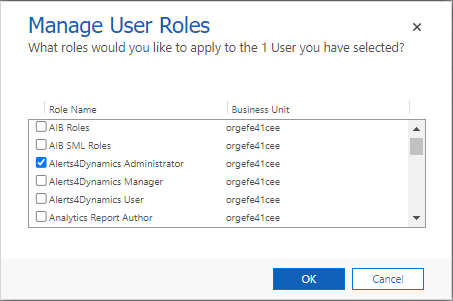 Manage User Roles
What roles would you like to apply to the 1 User you have selected?
Role Name Business Unit
AIB Roles orgefe41cee
AIB SML Roles orgefe41cee
Alerts4Dynamics Administrator orgefe41cee
Alerts4Dynamics Manager orgefe41cee
Alerts4Dynamics User orgefe41cee
Analytics Report Author orgefe41cee
OK Cancel